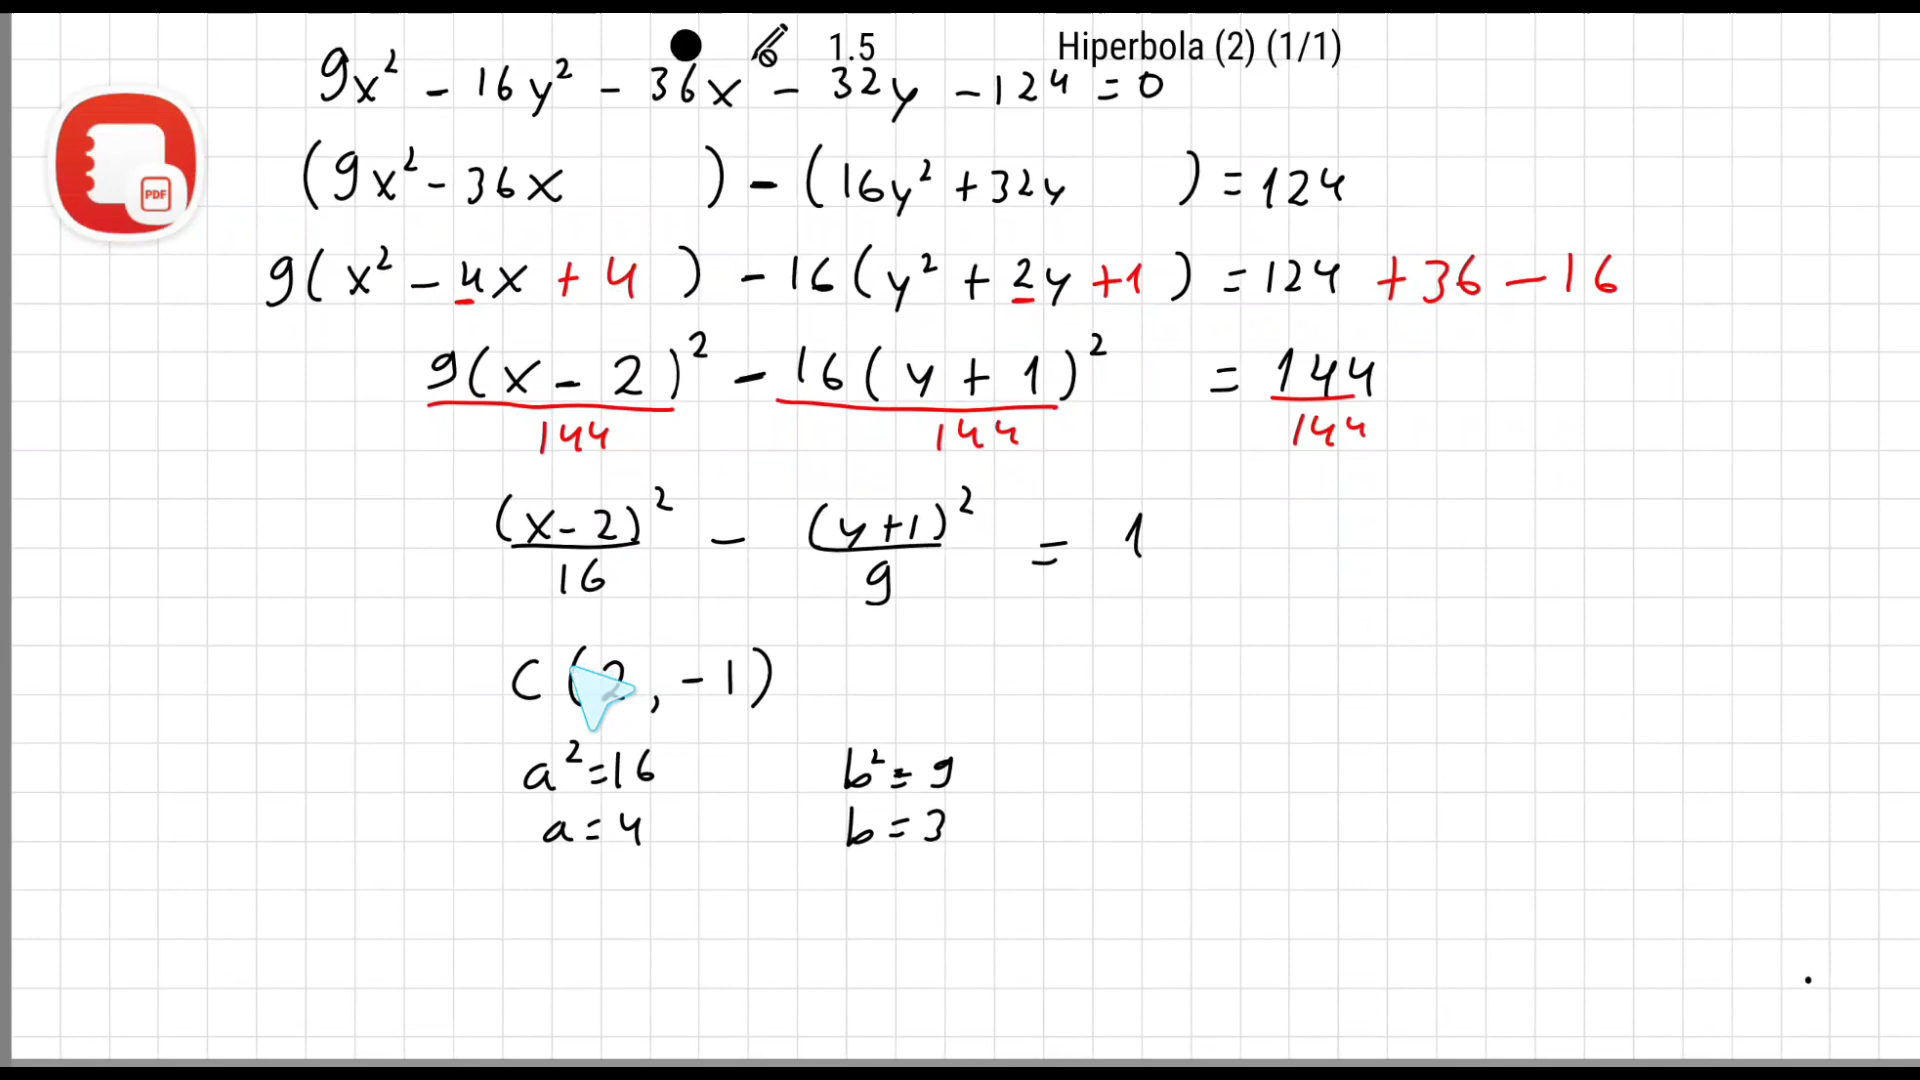 1.5 Hiperbola (2) (1/1)
9x² - 16y² - 36x - 32y - 124 = 0
PDF
(9x² - 36x ) - (16y² + 32y ) = 124
9(x² - 4x + 4 ) - 16(y² + 2y + 1 ) = 124 + 36 - 16
9(x - 2)² - 16(y + 1)² = 144
144 144 144
(x-2)² - (y+1)² = 1
16 9
C(2, -1)
a² = 16 b² = 9
a = 4 b = 3